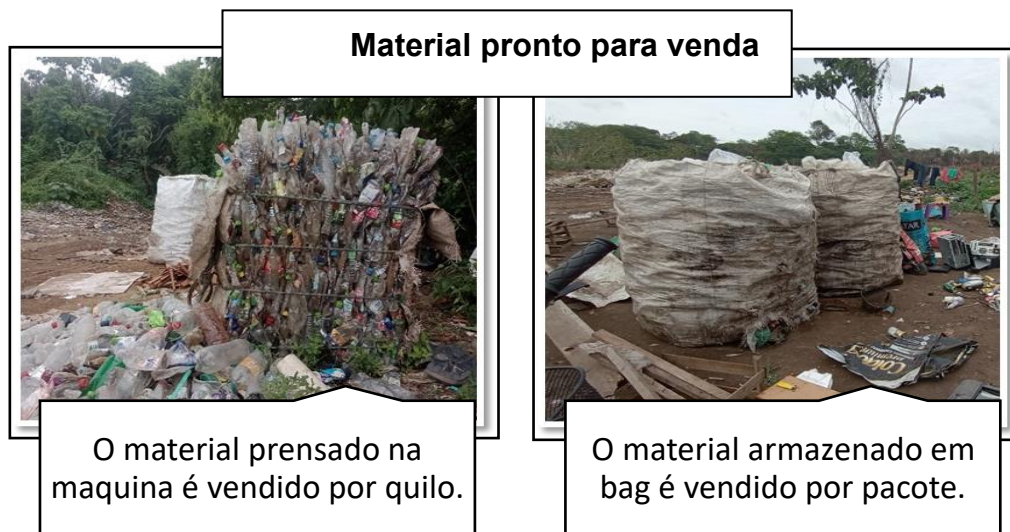 Material pronto para venda
O material prensado na
maquina é vendido por quilo.
O material armazenado em
bag é vendido por pacote.